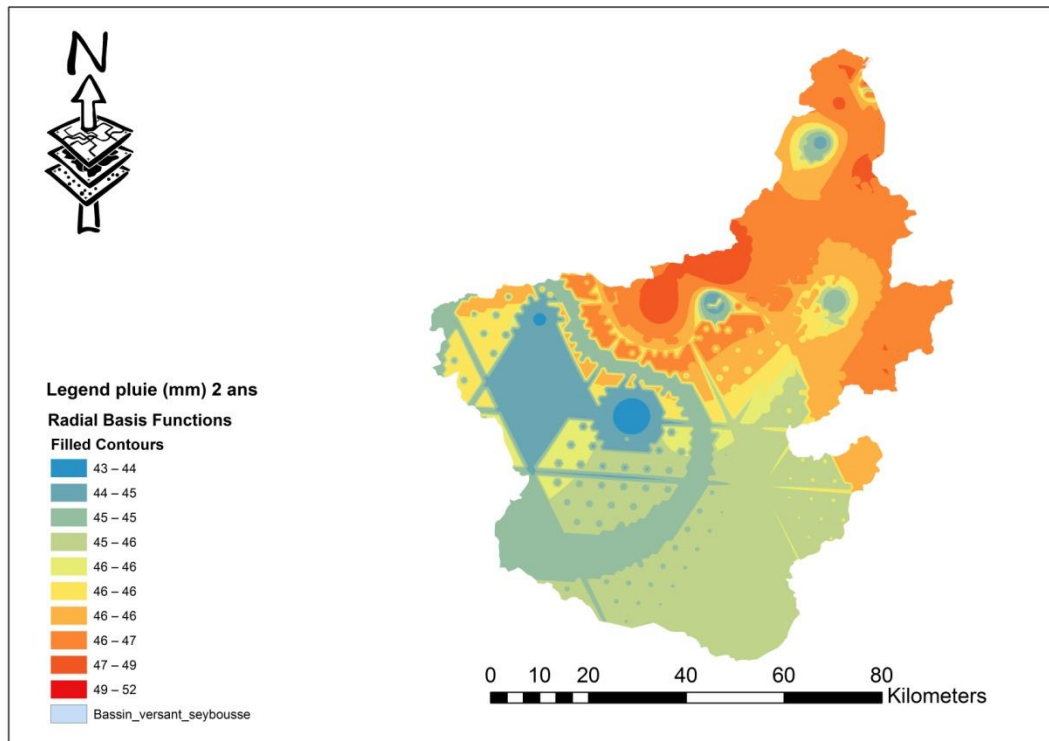 N
Legend pluie (mm) 2 ans
Radial Basis Functions
Filled Contours
43 – 44
44 – 45
45 – 45
45 – 46
46 – 46
46 – 46
46 – 46
46 – 47
47 – 49
49 – 52
Bassin_versant_seybousse
0 10 20 40 60 80
Kilometers